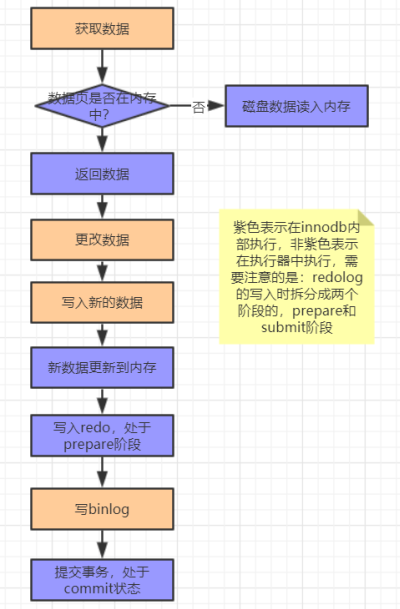 获取数据
数据页是否在内存
中?
否
磁盘数据读入内存
返回数据
更改数据
写入新的数据
新数据更新到内存
写入redo，处于
prepare阶段
写binlog
提交事务，处于
commit状态
紫色表示在innodb内
部执行，非紫色表示
在执行器中执行，需
要注意的是：redolog
的写入时拆分成两个
阶段的，prepare和
submit阶段